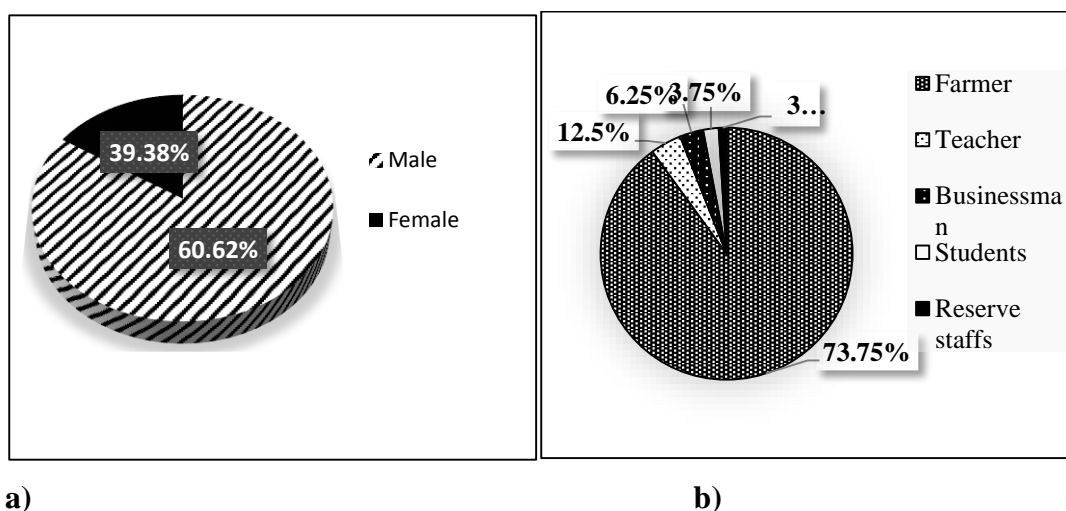 39.38%
60.62%
Male
Female
6.25%
3.75%
3...
12.5%
73.75%
Farmer
Teacher
Businessma
n
Students
Reserve
staffs
a)
b)